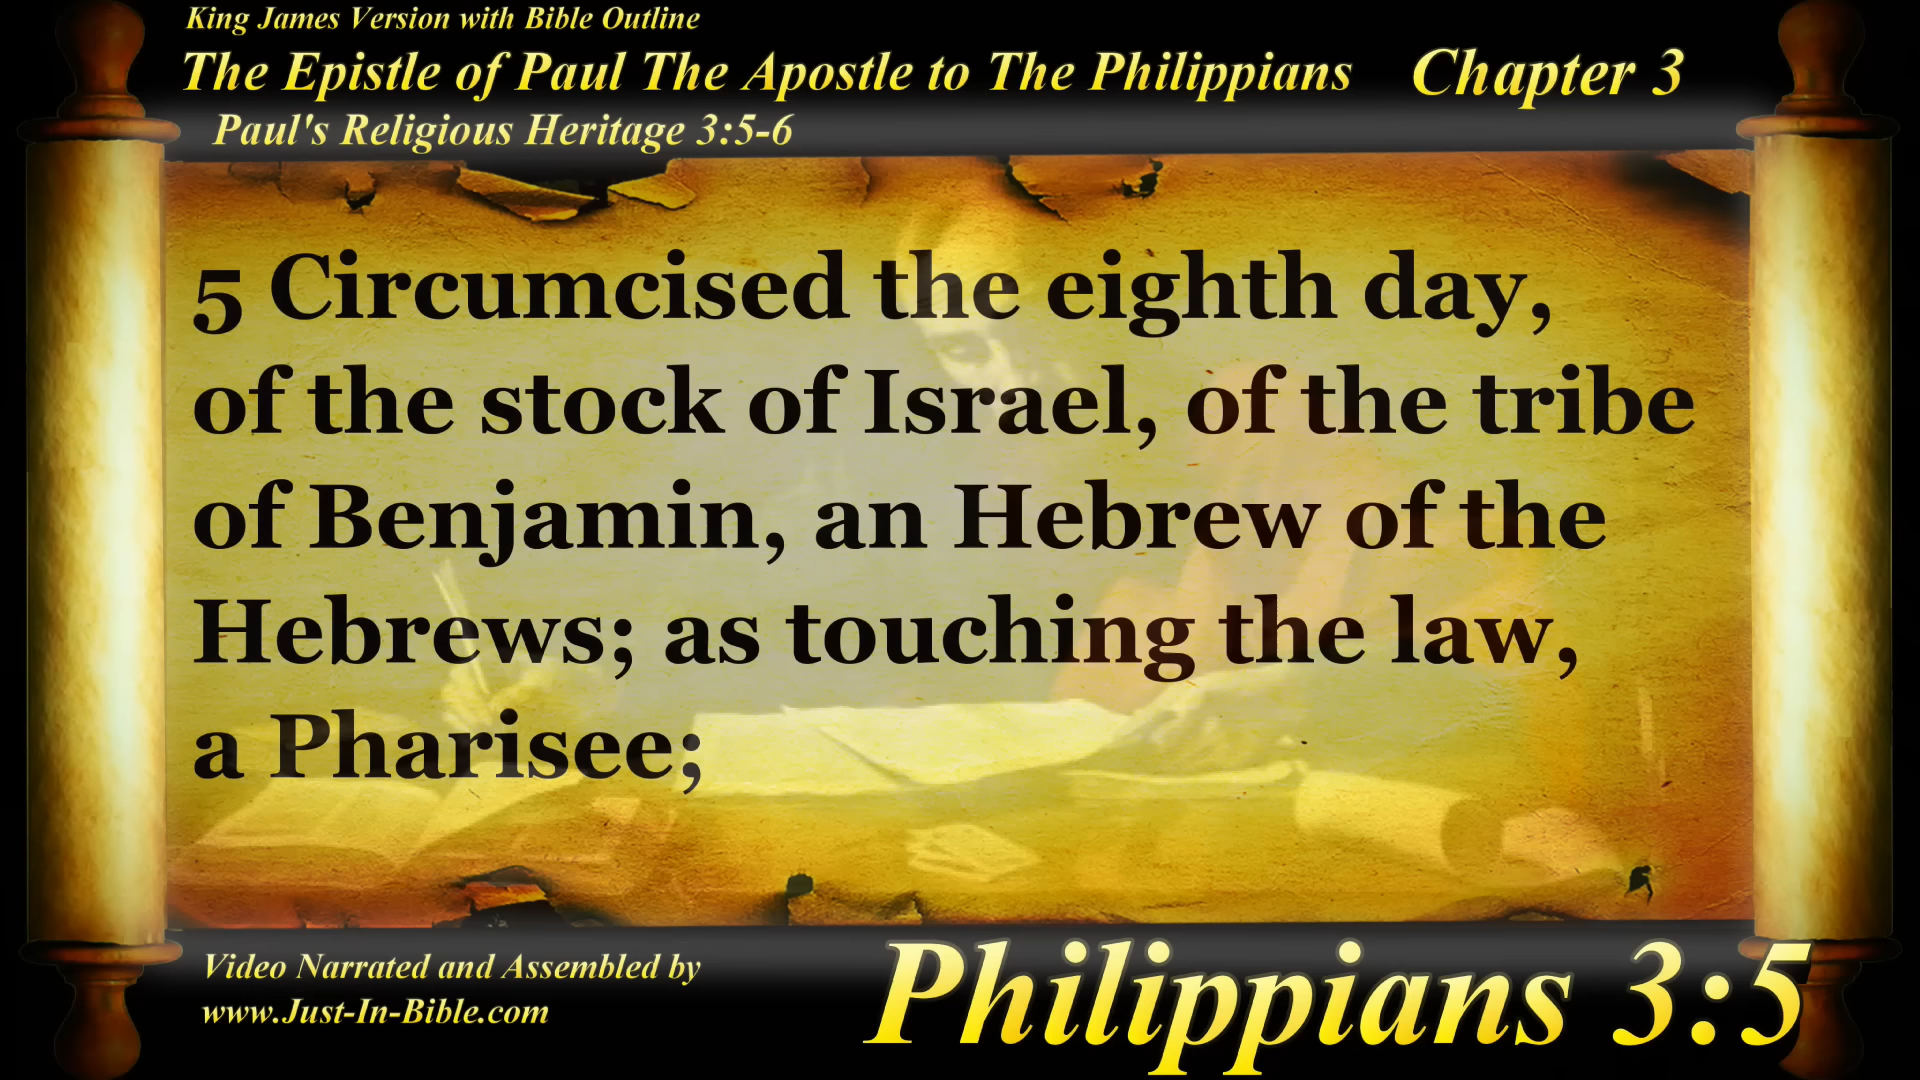 King James Version with Bible Outline
The Epistle of Paul The Apostle to The Philippians Chapter 3
Paul's Religious Heritage 3:5-6
5 Circumcised the eighth day,
of the stock of Israel, of the tribe
of Benjamin, an Hebrew of the
Hebrews; as touching the law,
a Pharisee;
Video Narrated and Assembled by
www.Just-In-Bible.com
Philippians 3:5